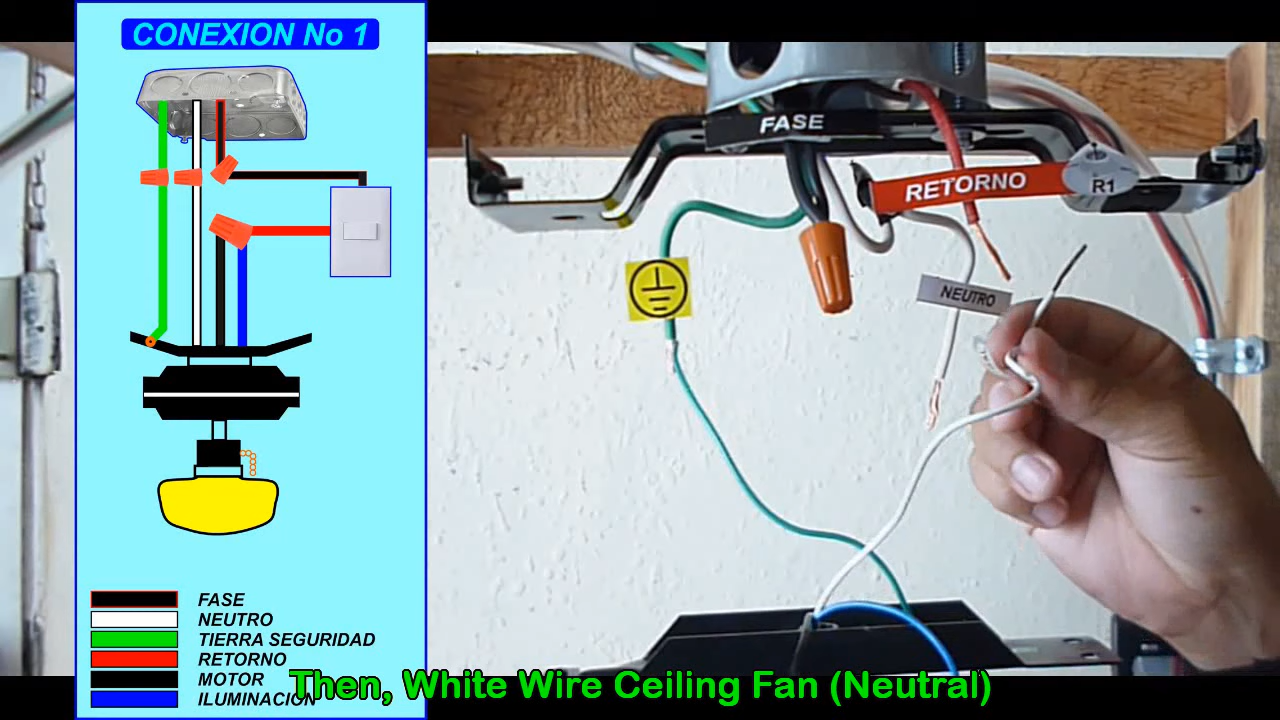 CONEXION No 1
FASE
RETORNO
R1
NEUTRO
FASE
NEUTRO
TIERRA SEGURIDAD
RETORNO
MOTOR
ILUMINACION
Then, White Wire Ceiling Fan (Neutral)